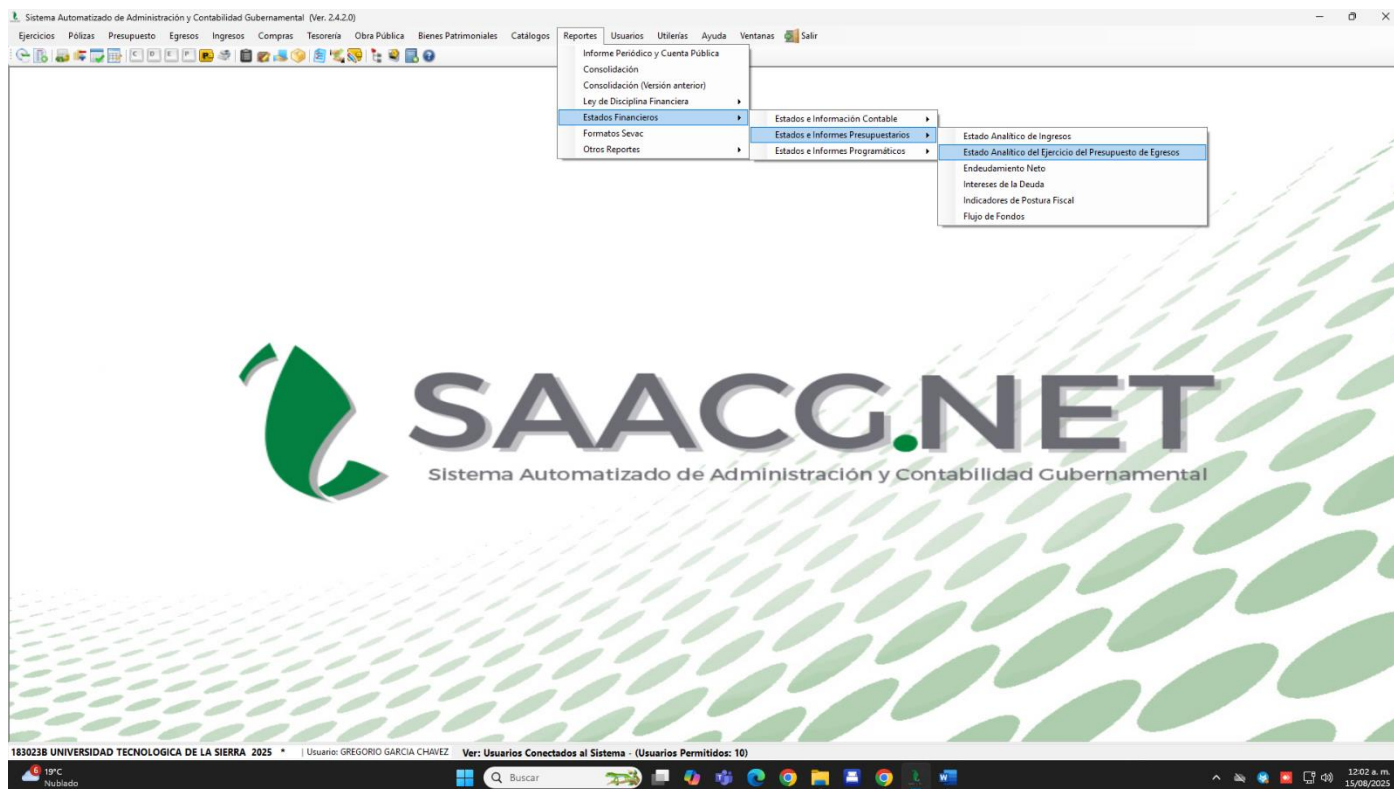 Sistema Automatizado de Administración y Contabilidad Gubernamental (Ver. 2.4.2.0)
Ejercicios Pólizas Presupuesto Egresos Ingresos Compras Tesorería Obra Pública Bienes Patrimoniales Catálogos Reportes Usuarios Utilerías Ayuda Ventanas Salir
C D E P
Informe Periódico y Cuenta Pública
Consolidación
Consolidación (Versión anterior)
Ley de Disciplina Financiera
Estados Financieros
Formatos Sevac
Otros Reportes
Estados e Información Contable
Estados e Informes Presupuestarios
Estados e Informes Programáticos
Estado Analítico de Ingresos
Estado Analítico del Ejercicio del Presupuesto de Egresos
Endeudamiento Neto
Intereses de la Deuda
Indicadores de Postura Fiscal
Flujo de Fondos
SAACG.NET
Sistema Automatizado de Administración y Contabilidad Gubernamental
183023B UNIVERSIDAD TECNOLOGICA DE LA SIERRA 2025 * | Usuario: GREGORIO GARCIA CHAVEZ Ver: Usuarios Conectados al Sistema - (Usuarios Permitidos: 10)
6 19°C
Nublado
Buscar
12:02 a. m.
15/08/2025